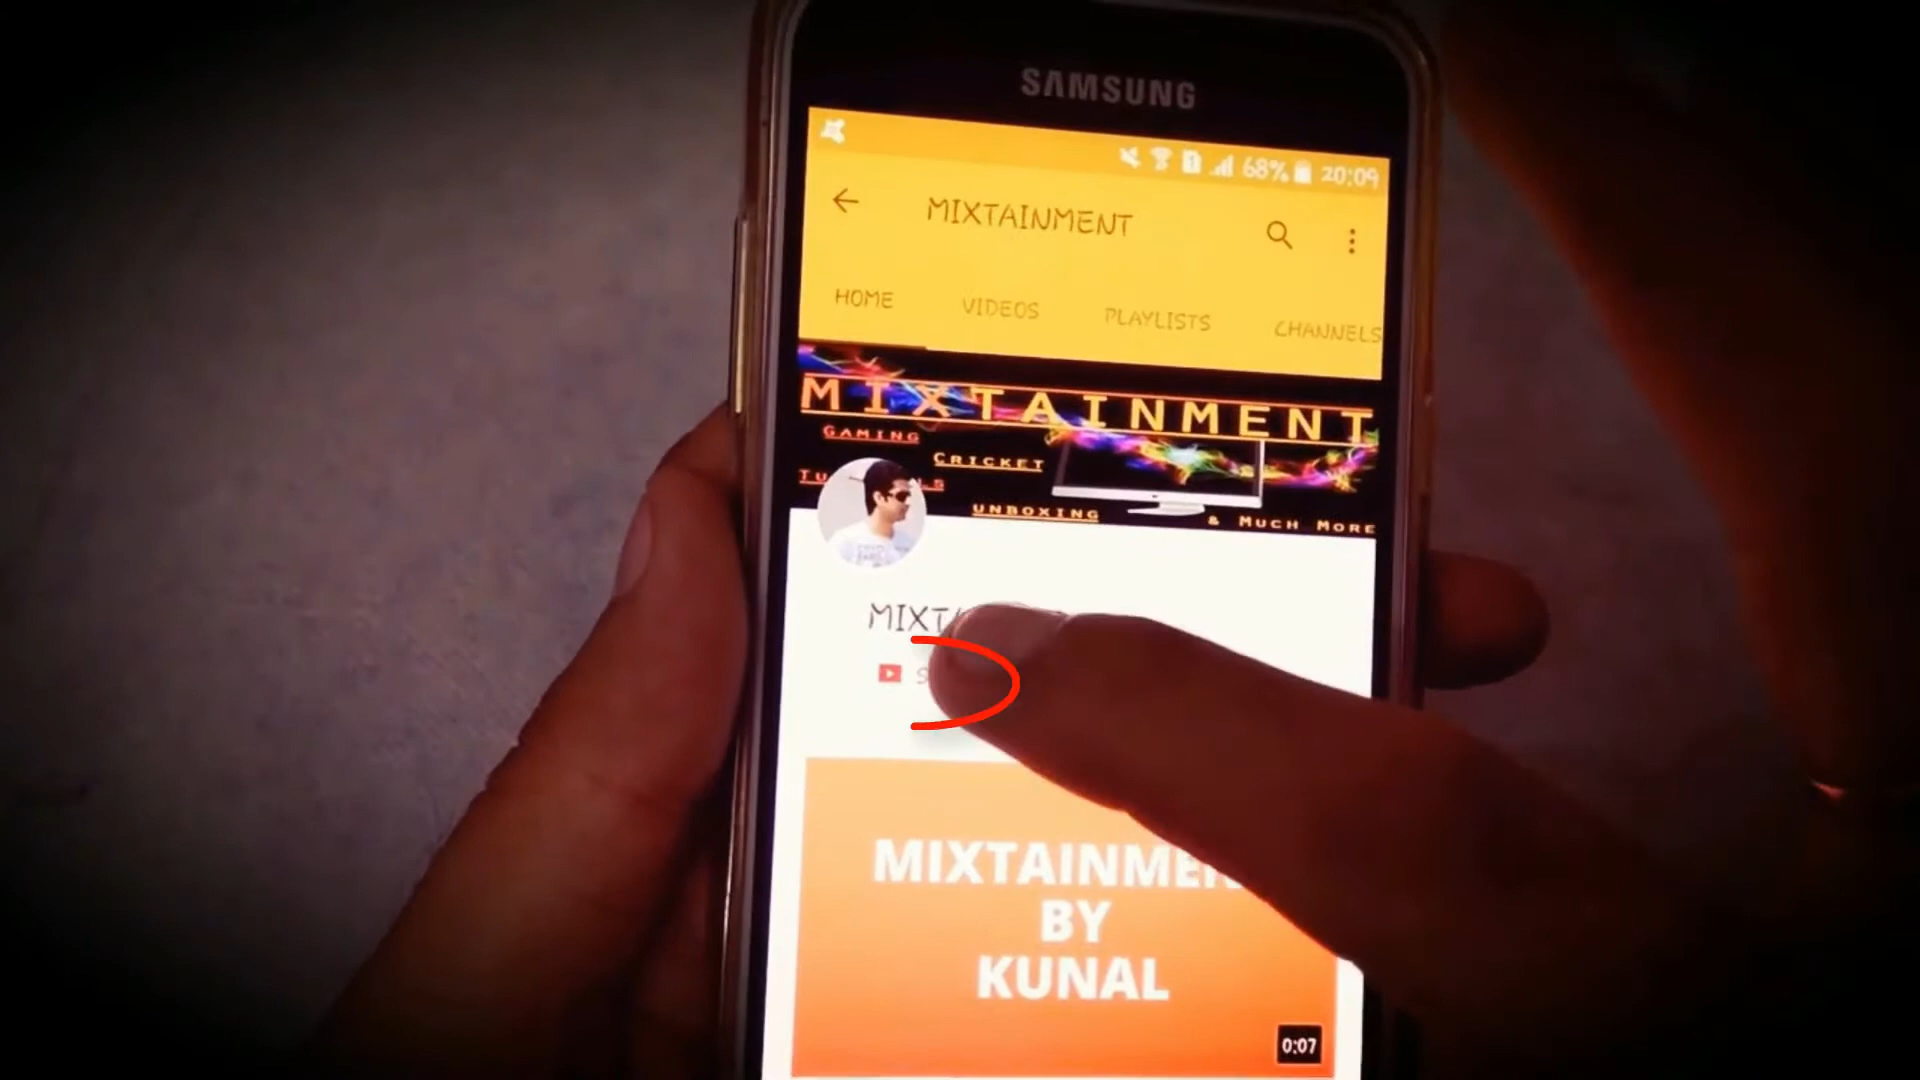 SAMSUNG
68% 20:09
MIXTAINMENT
HOME VIDEOS PLAYLISTS CHANNELS
MIXTAINMENT
GAMING
CRICKET
UNBOXING
& MUCH MORE
MIXTAINMEN
BY
KUNAL
0:07